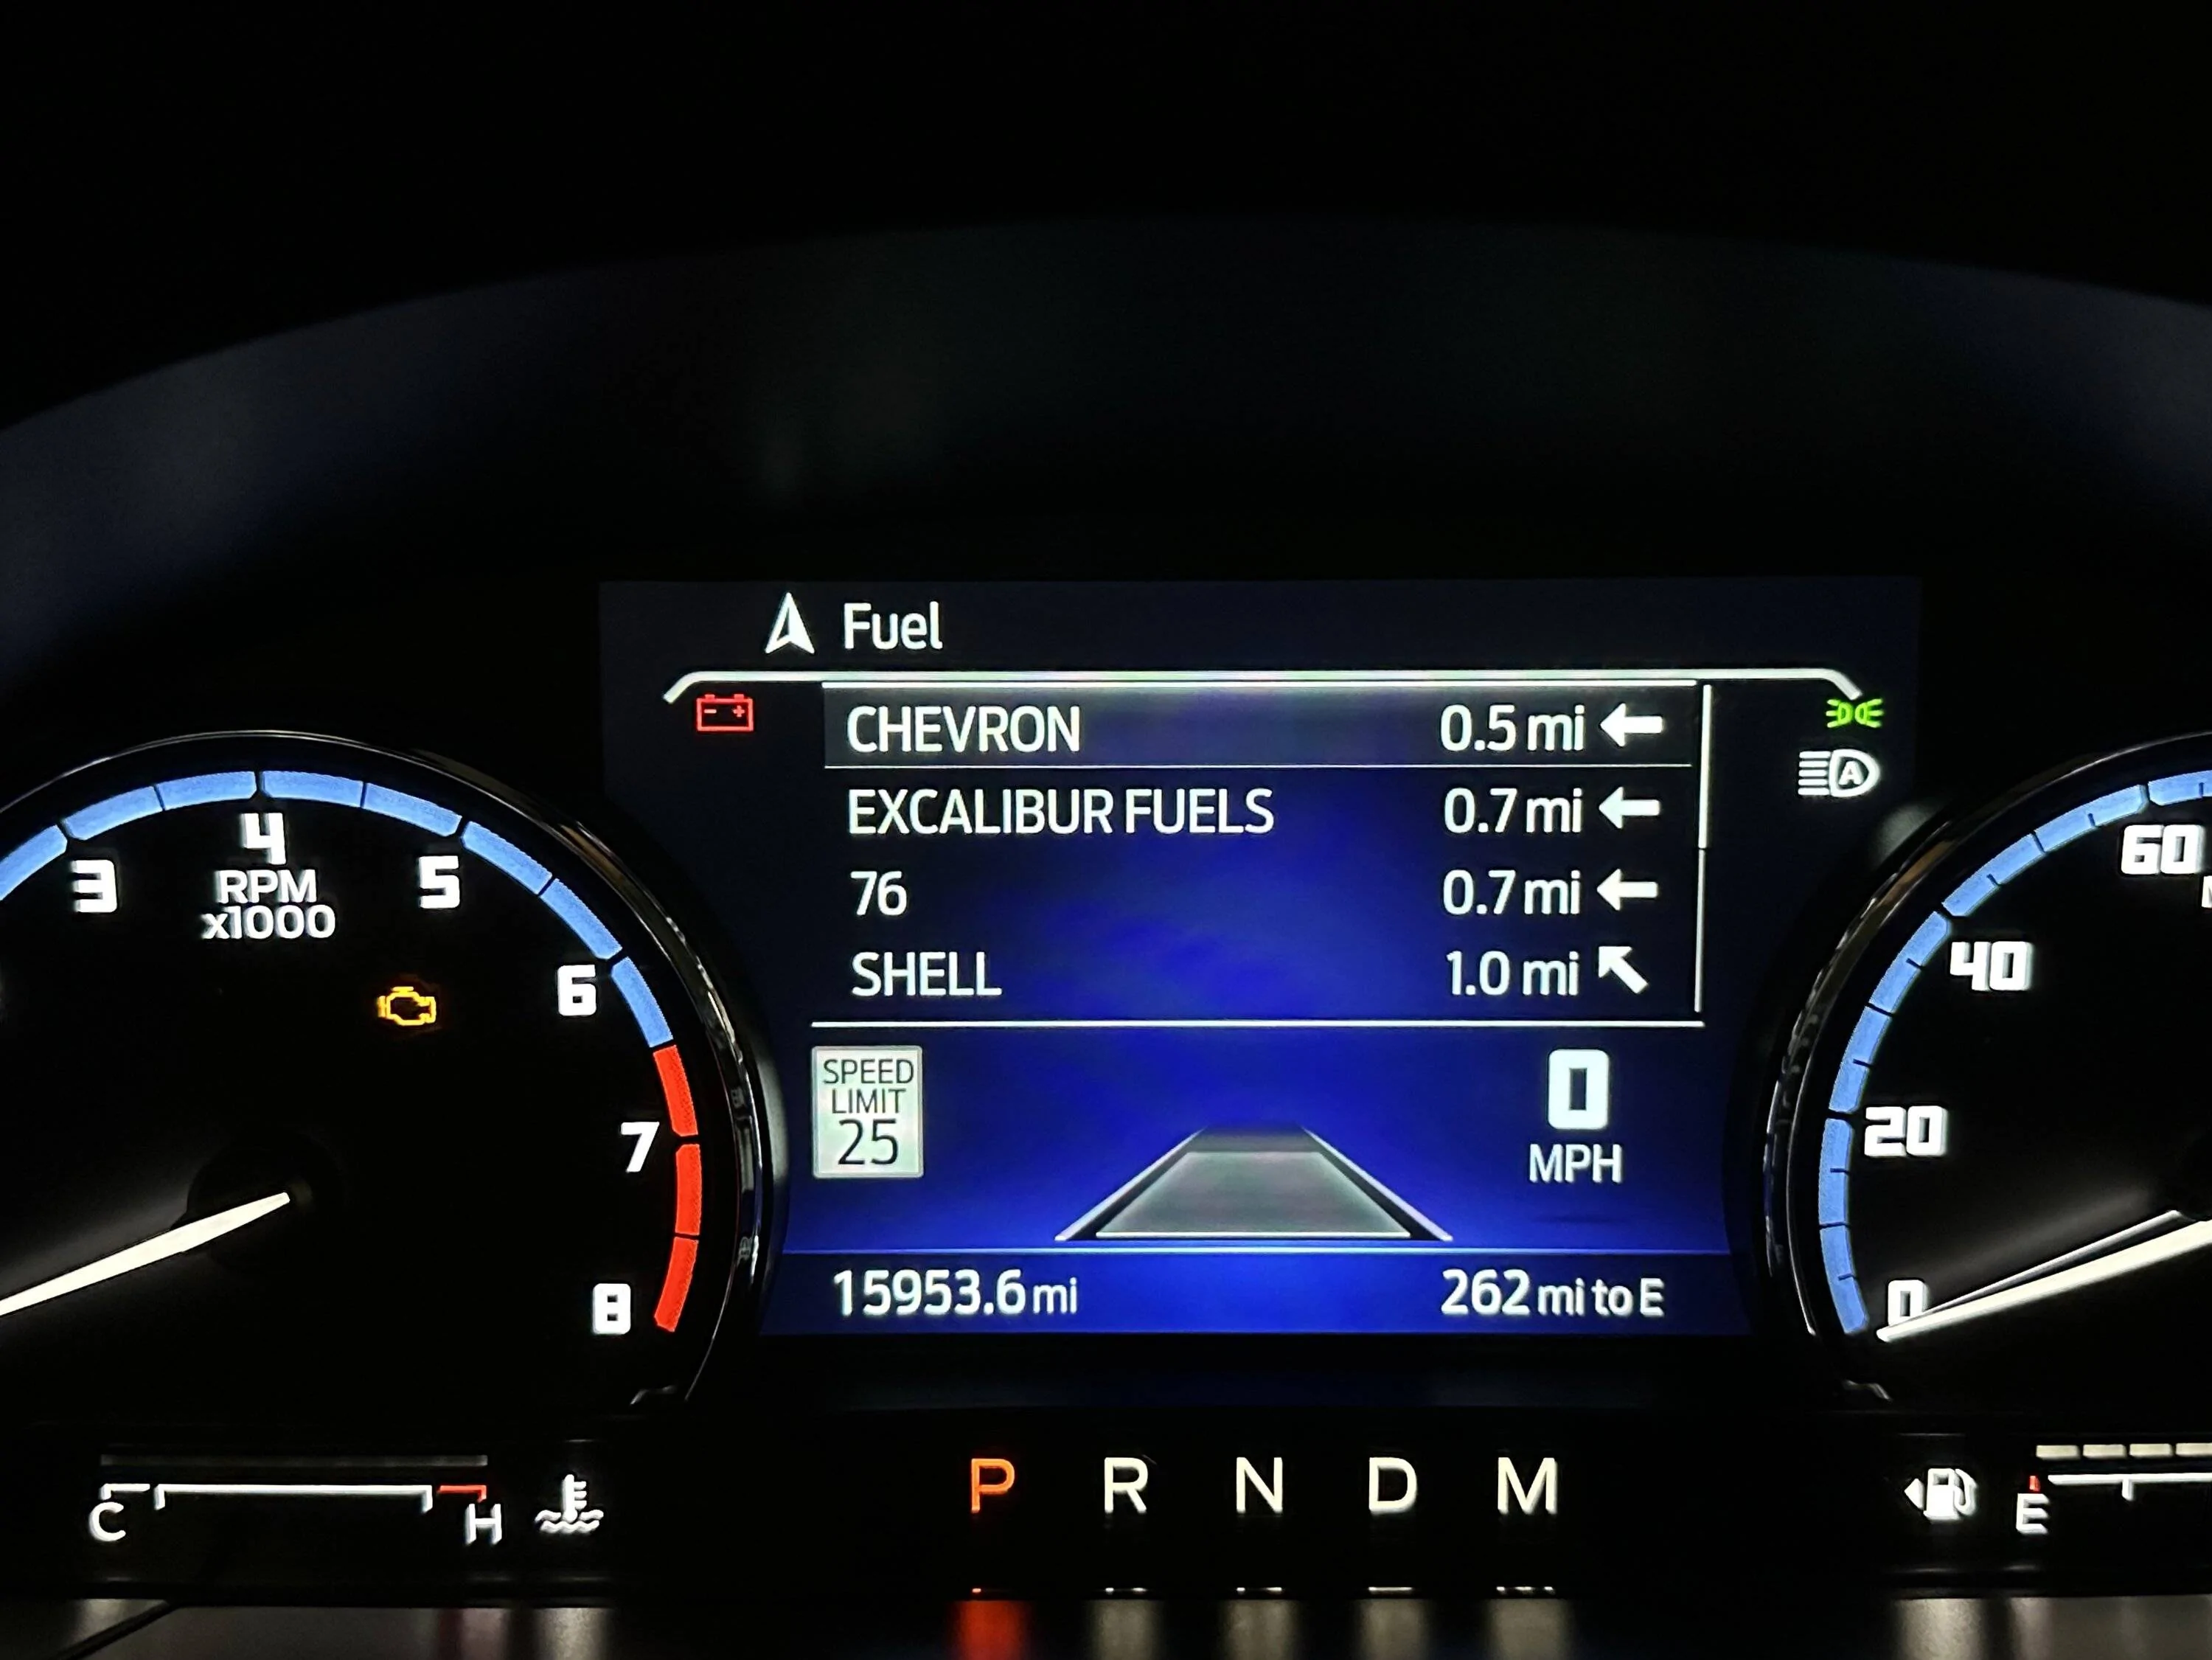 Fuel
CHEVRON 0.5 mi
EXCALIBUR FUELS 0.7 mi
76 0.7 mi
SHELL 1.0 mi
SPEED
LIMIT
25
0
MPH
15953.6 mi 262 mi to E
3 4 5 6 7 8
RPM
x1000
A
60
40
20
0
C H
P R N D M
E